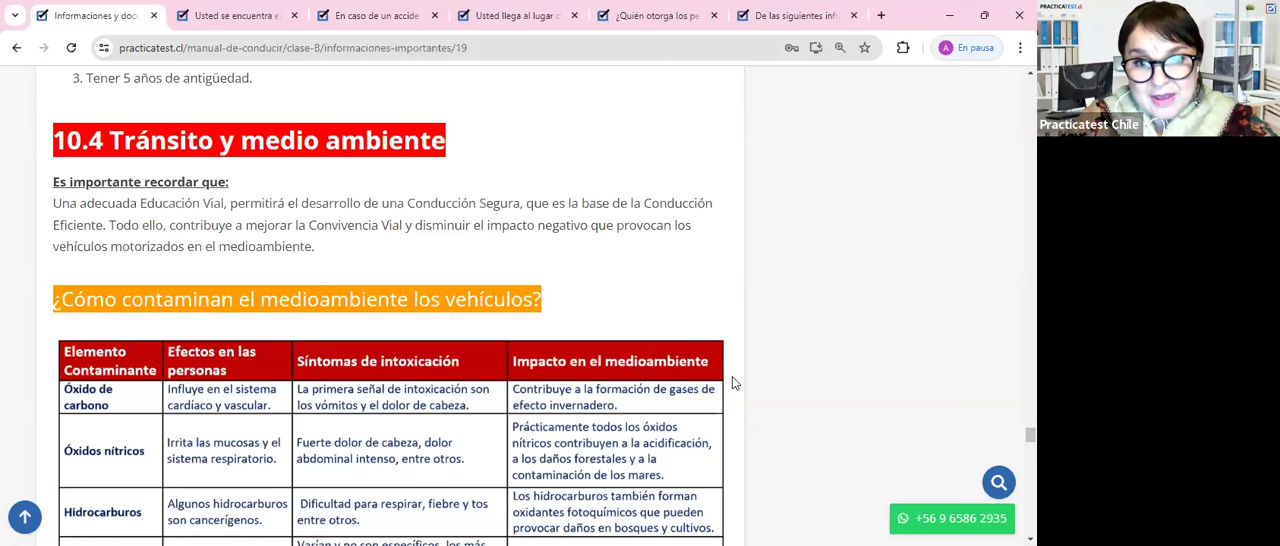 Informaciones y docu
Usted se encuentra e
En caso de un accide
Usted llega al lugar d
¿Quién otorga los pe
De las siguientes infra
practicatest.cl/manual-de-conducir/clase-B/informaciones-importantes/19
A
En pausa
PRACTICATEST.cl
Practicatest Chile
3. Tener 5 años de antigüedad.
10.4 Tránsito y medio ambiente
Es importante recordar que:
Una adecuada Educación Vial, permitirá el desarrollo de una Conducción Segura, que es la base de la Conducción
Eficiente. Todo ello, contribuye a mejorar la Convivencia Vial y disminuir el impacto negativo que provocan los
vehículos motorizados en el medioambiente.
¿Cómo contaminan el medioambiente los vehículos?
Elemento
Contaminante
Efectos en las
personas
Síntomas de intoxicación
Impacto en el medioambiente
Óxido de
carbono
Influye en el sistema
cardíaco y vascular.
La primera señal de intoxicación son
los vómitos y el dolor de cabeza.
Contribuye a la formación de gases de
efecto invernadero.
Óxidos nítricos
Irrita las mucosas y el
sistema respiratorio.
Fuerte dolor de cabeza, dolor
abdominal intenso, entre otros.
Prácticamente todos los óxidos
nítricos contribuyen a la acidificación,
a los daños forestales y a la
contaminación de los mares.
Hidrocarburos
Algunos hidrocarburos
son cancerígenos.
Dificultad para respirar, fiebre y tos
entre otros.
Los hidrocarburos también forman
oxidantes fotoquímicos que pueden
provocar daños en bosques y cultivos.
Varían y no son específicos, los más
+56 9 6586 2935